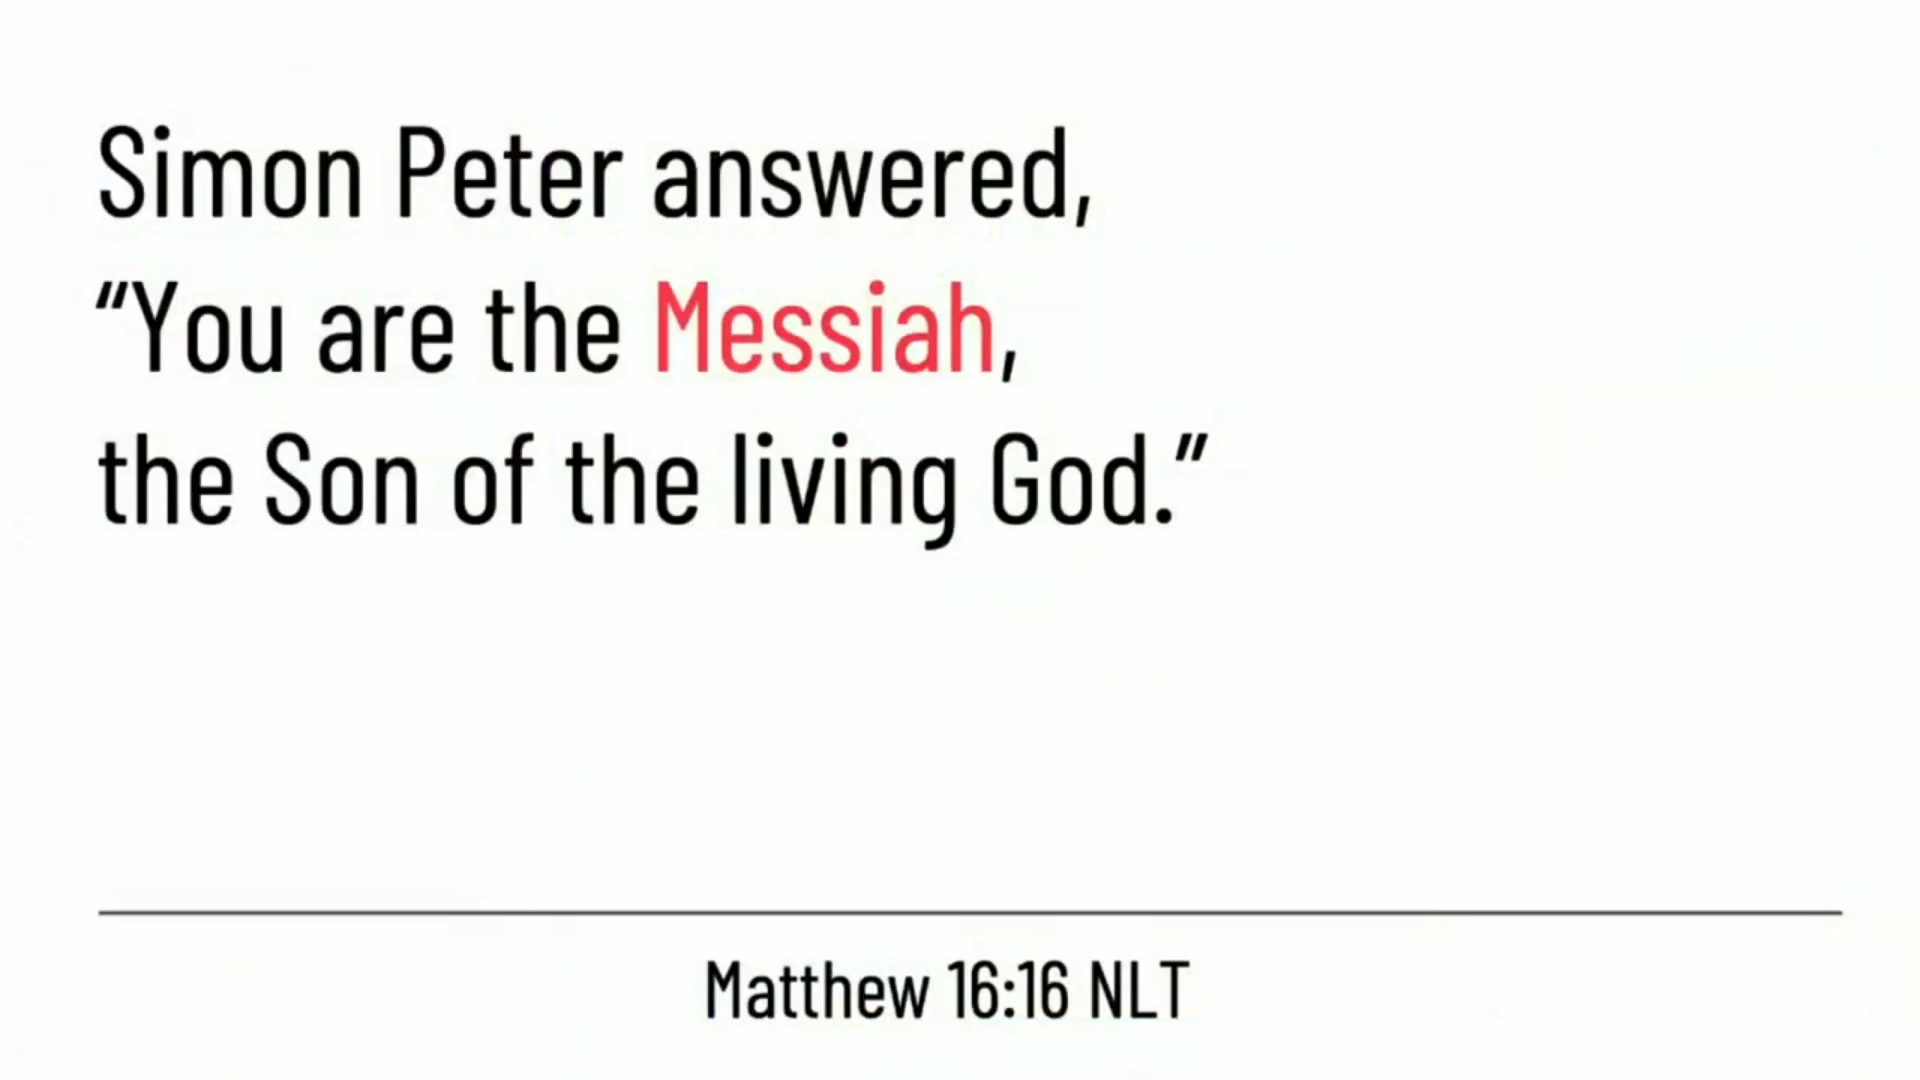 Simon Peter answered,
“You are the Messiah,
the Son of the living God.”
Matthew 16:16 NLT